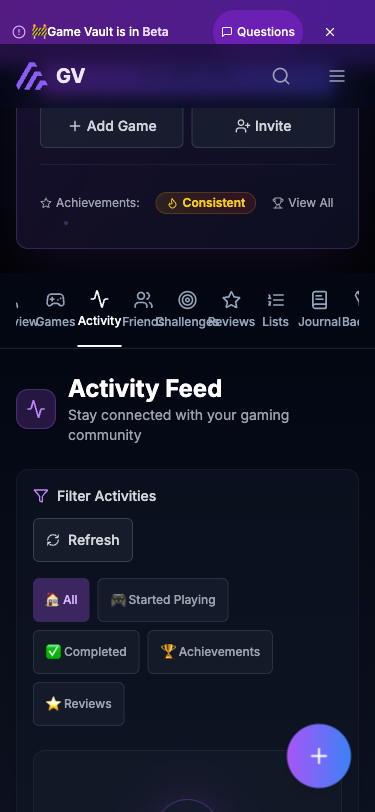 Game Vault is in Beta
Questions
GV
Add Game
Invite
Achievements:
Consistent
View All
view
Games
Activity
Friends
Challenges
Reviews
Lists
Journal
Bac
Activity Feed
Stay connected with your gaming
community
Filter Activities
Refresh
All
Started Playing
Completed
Achievements
Reviews